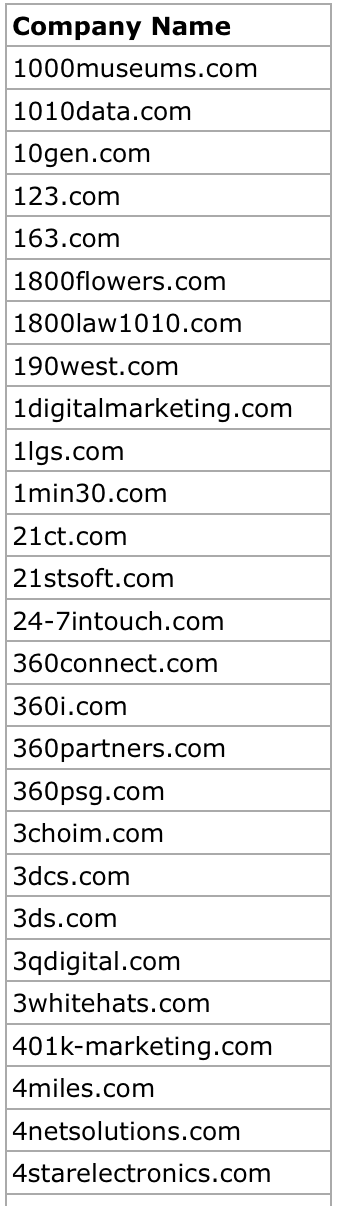 Company Name
1000museums.com
1010data.com
10gen.com
123.com
163.com
1800flowers.com
1800law1010.com
190west.com
1digitalmarketing.com
1lgs.com
1min30.com
21ct.com
21stsoft.com
24-7intouch.com
360connect.com
360i.com
360partners.com
360psg.com
3choim.com
3dcs.com
3ds.com
3qdigital.com
3whitehats.com
401k-marketing.com
4miles.com
4netsolutions.com
4starelectronics.com